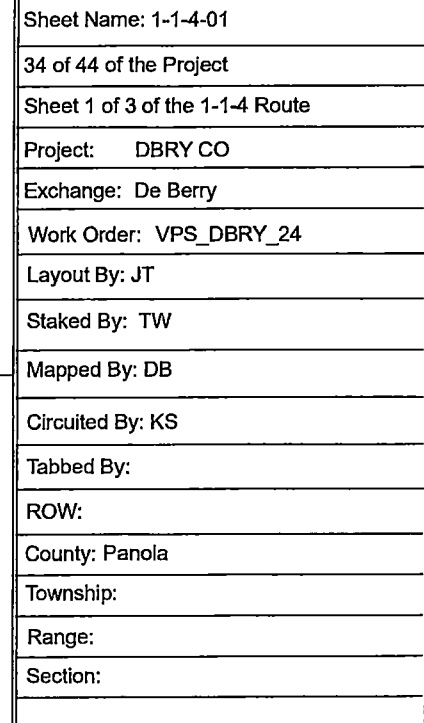 Sheet Name: 1-1-4-01
34 of 44 of the Project
Sheet 1 of 3 of the 1-1-4 Route
Project: DBRY CO
Exchange: De Berry
Work Order: VPS_DBRY_24
Layout By: JT
Staked By: TW
Mapped By: DB
Circuited By: KS
Tabbed By:
ROW:
County: Panola
Township:
Range:
Section: